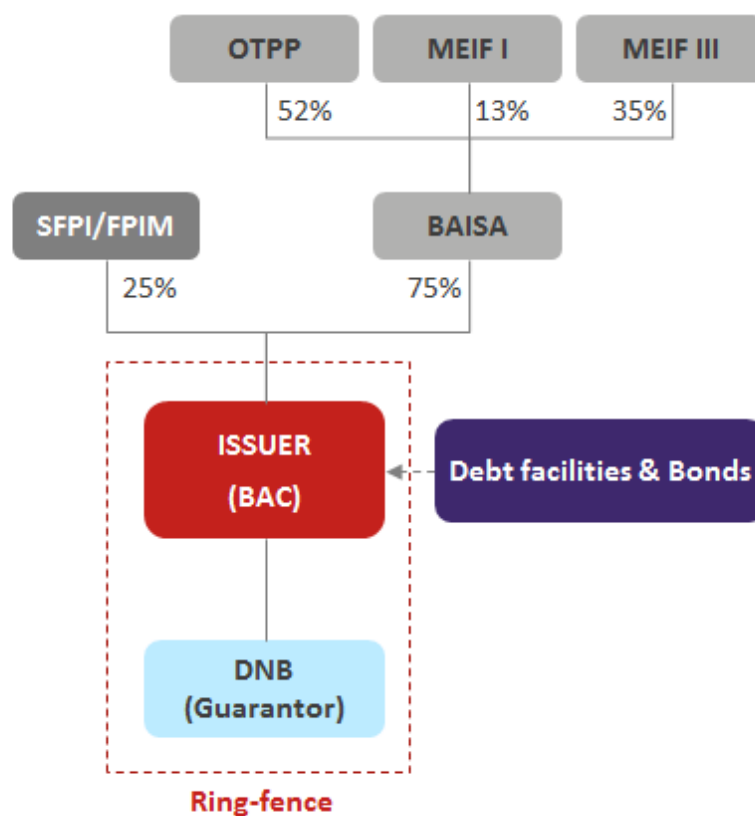 OTPP
MEIF I
MEIF III
52%
13%
35%
SFPI/FPIM
BAISA
25%
75%
ISSUER
(BAC)
Debt facilities & Bonds
DNB
(Guarantor)
Ring-fence